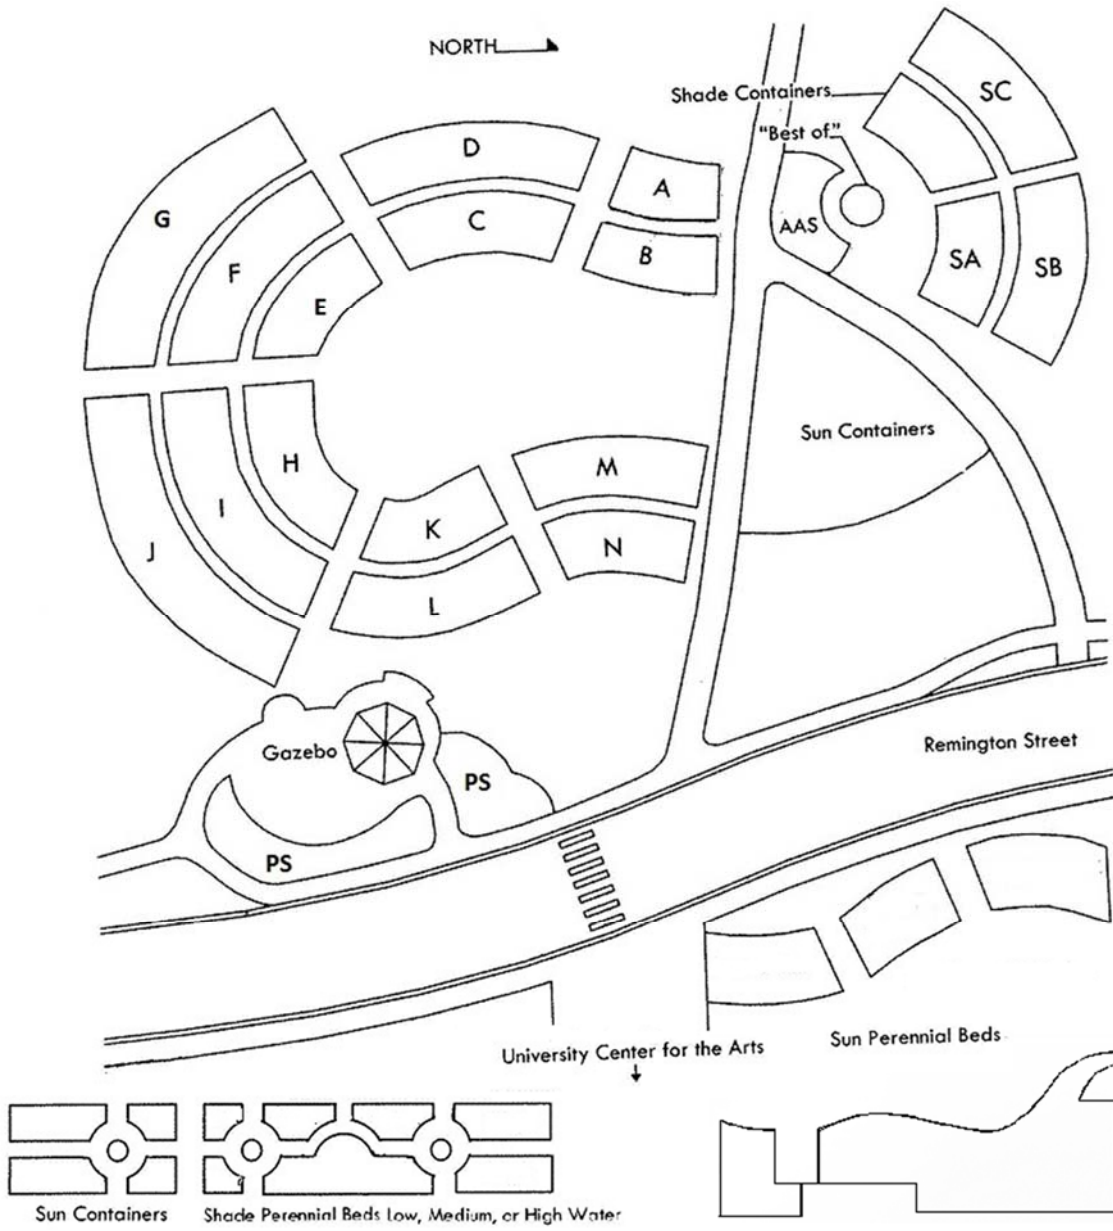 NORTH
Shade Containers
SC
"Best of"
D
A
G
C
AAS
F
B
SA
SB
E
Sun Containers
H
M
I
K
N
J
L
Remington Street
Gazebo
PS
PS
Sun Perennial Beds
University Center for the Arts
Sun Containers
Shade Perennial Beds Low, Medium, or High Water